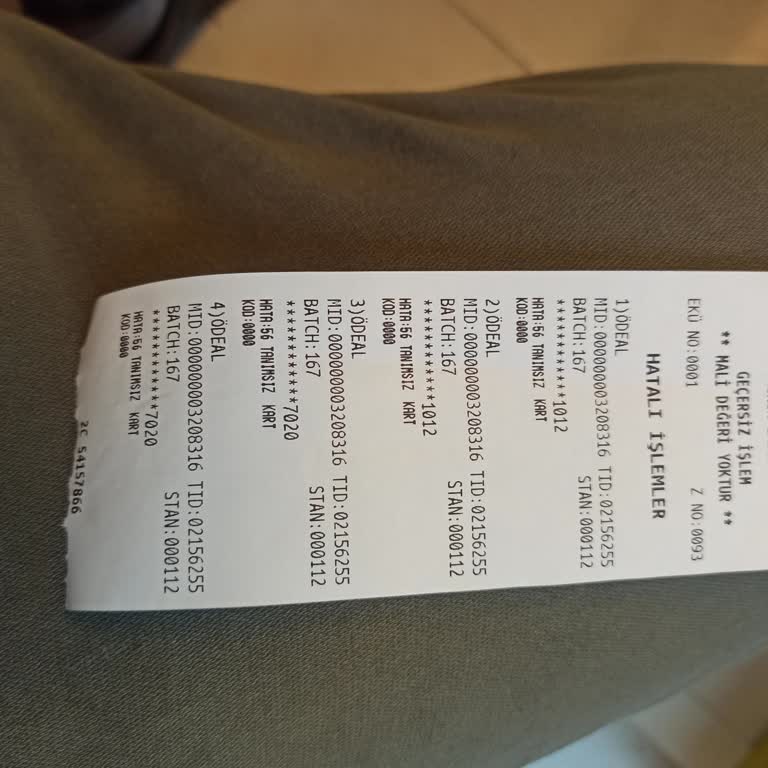 GEÇERSİZ İŞLEM
** MALİ DEĞERİ YOKTUR **
EKÜ NO:0001 Z NO:0093
HATALI İŞLEMLER
1)ÖDEAL
MID:000000003208316 TID:02156255
BATCH:167 STAN:000112
************1012
HATA:56 TANIMSIZ KART
KOD:0000
2)ÖDEAL
MID:000000003208316 TID:02156255
BATCH:167 STAN:000112
************1012
HATA:56 TANIMSIZ KART
KOD:0000
3)ÖDEAL
MID:000000003208316 TID:02156255
BATCH:167 STAN:000112
************7020
HATA:56 TANIMSIZ KART
KOD:0000
4)ÖDEAL
MID:000000003208316 TID:02156255
BATCH:167 STAN:000112
************7020
HATA:56 TANIMSIZ KART
KOD:0000
2C 54157866